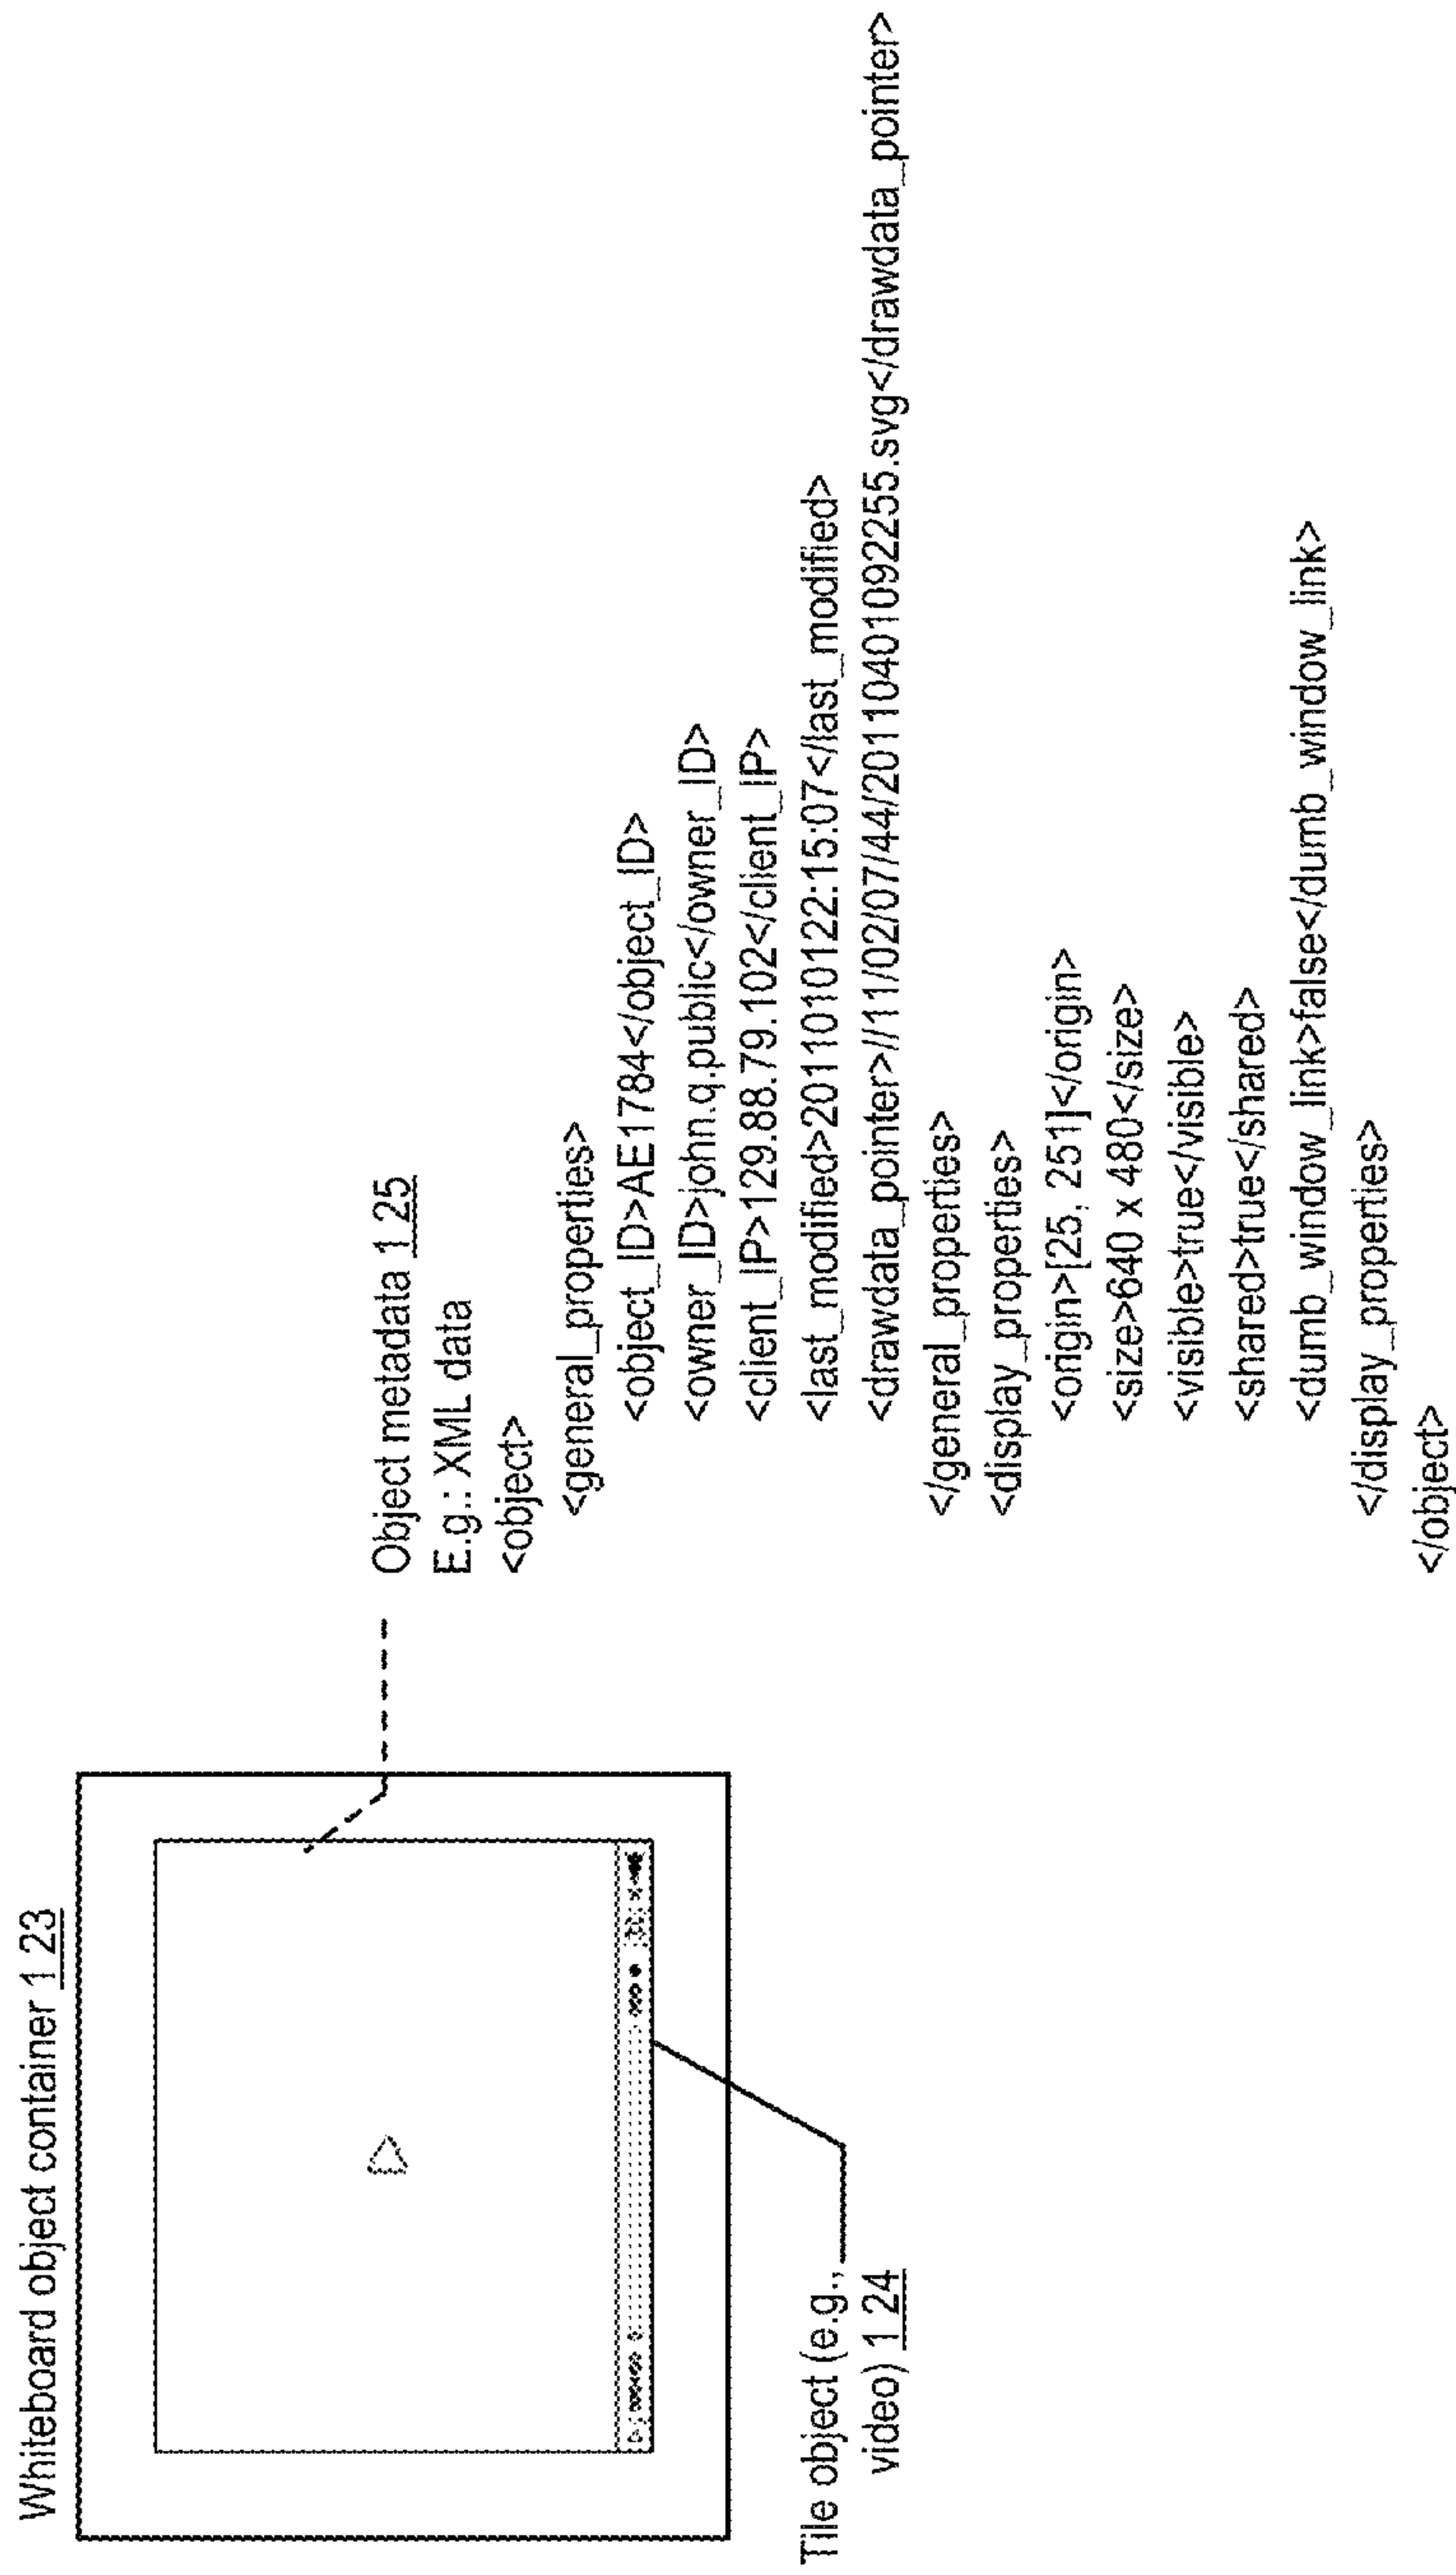 Whiteboard object container 1 23
Tile object (e.g.,
video) 1 24
Object metadata 1 25
E.g.: XML data
<object>
<general_properties>
<object_ID>AE1784</object_ID>
<owner_ID>john.q.public</owner_ID>
<client_IP>129.88.79.102</client_IP>
<last_modified>2011010122:15:07</last_modified>
<drawdata_pointer>//11/02/07/44/20110401092255.svg</drawdata_pointer>
</general_properties>
<display_properties>
<origin>[25, 251]</origin>
<size>640 x 480</size>
<visible>true</visible>
<shared>true</shared>
<dumb_window_link>false</dumb_window_link>
</display_properties>
</object>